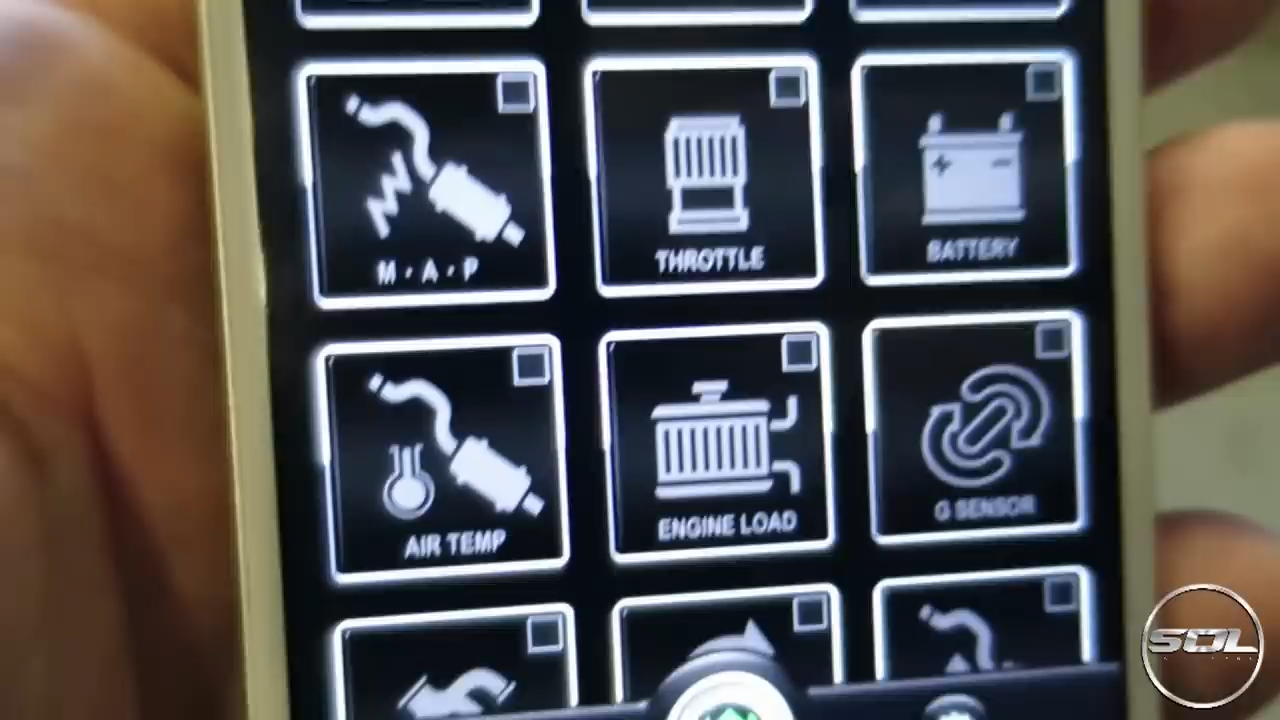 M · A · P
THROTTLE
BATTERY
AIR TEMP
ENGINE LOAD
G SENSOR
SOL